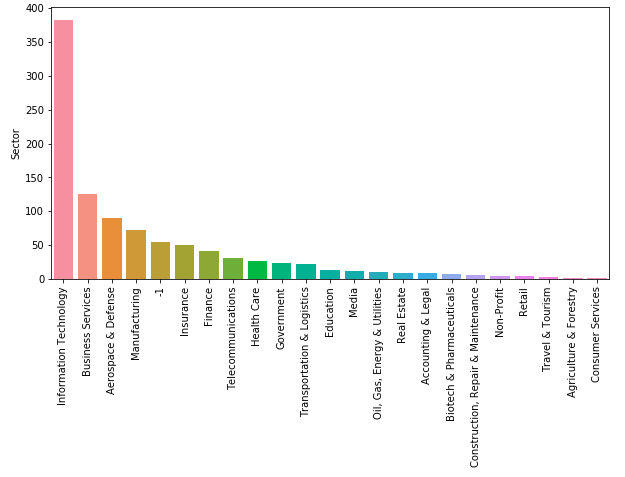 400
350
300
250
200
150
100
50
0
Sector
Information Technology
Business Services
Aerospace & Defense
Manufacturing
-1
Insurance
Finance
Telecommunications
Health Care
Government
Transportation & Logistics
Education
Media
Oil, Gas, Energy & Utilities
Real Estate
Accounting & Legal
Biotech & Pharmaceuticals
Construction, Repair & Maintenance
Non-Profit
Retail
Travel & Tourism
Agriculture & Forestry
Consumer Services